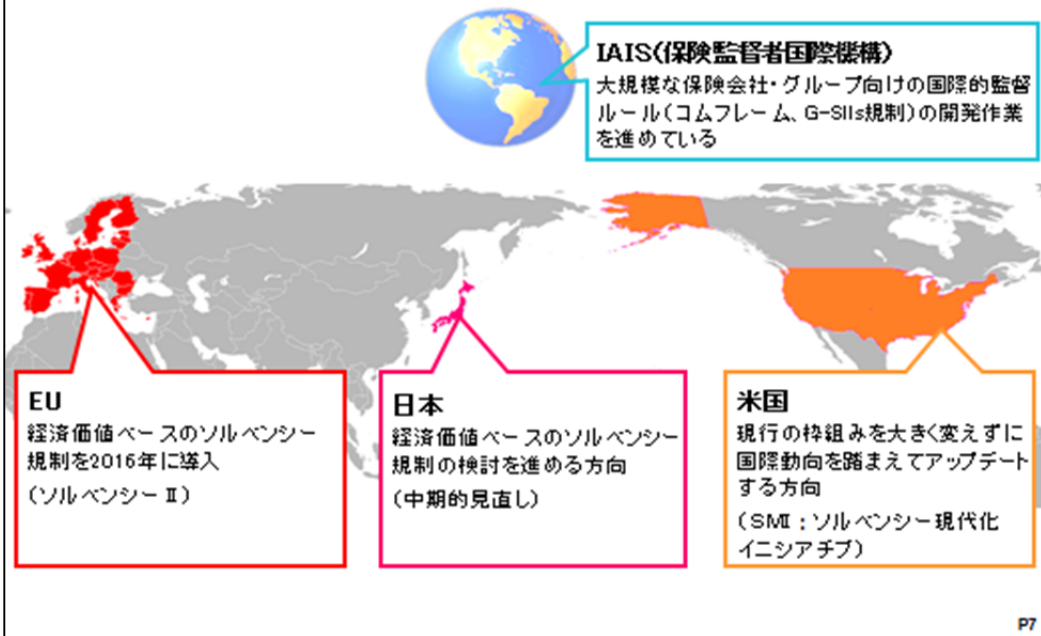 IAIS(保険監督者国際機構)
大規模な保険会社・グループ向けの国際的監督
ルール(コムフレーム、G-SIIs規制)の開発作業
を進めている
EU
経済価値ベースのソルベンシー
規制を2016年に導入
(ソルベンシーⅡ)
日本
経済価値ベースのソルベンシー
規制の検討を進める方向
(中期的見直し)
米国
現行の枠組みを大きく変えずに
国際動向を踏まえてアップデート
する方向
(SMI:ソルベンシー現代化
イニシアチブ)
P7